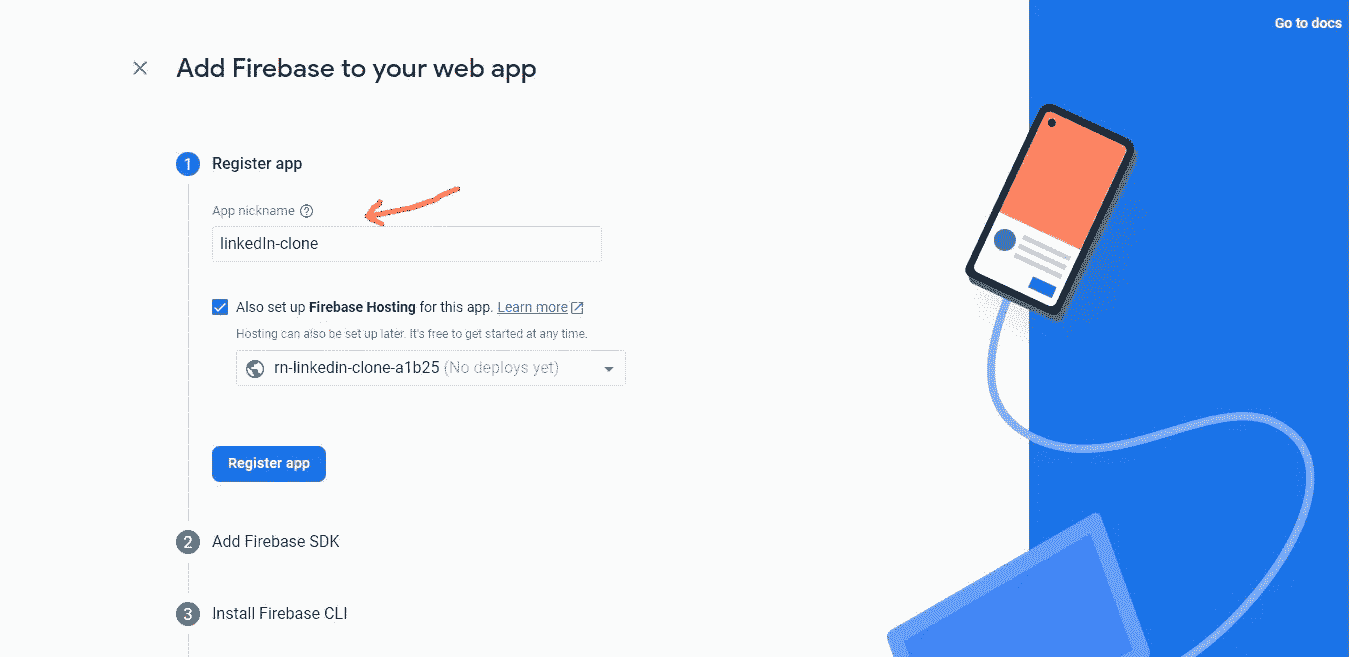 Go to docs
Add Firebase to your web app
1 Register app
App nickname ?
linkedIn-clone
Also set up Firebase Hosting for this app. Learn more
Hosting can also be set up later. It's free to get started at any time.
rn-linkedin-clone-a1b25 (No deploys yet)
Register app
2 Add Firebase SDK
3 Install Firebase CLI